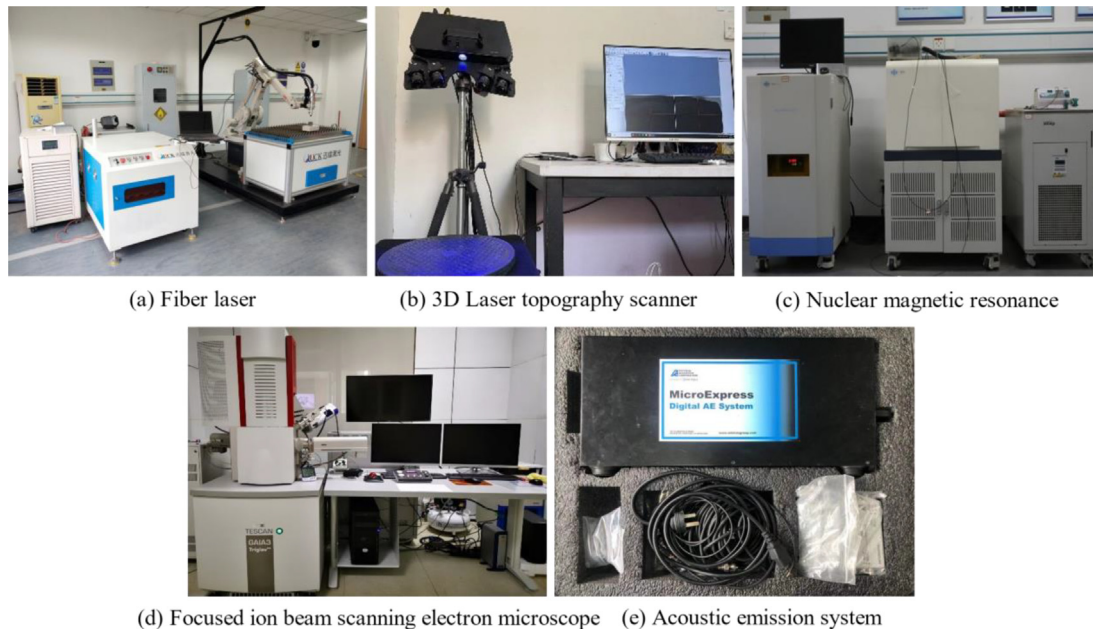 (a) Fiber laser
(b) 3D Laser topography scanner
(c) Nuclear magnetic resonance
TESCAN
GAIA3
MicroExpress
Digital AE System
(d) Focused ion beam scanning electron microscope
(e) Acoustic emission system